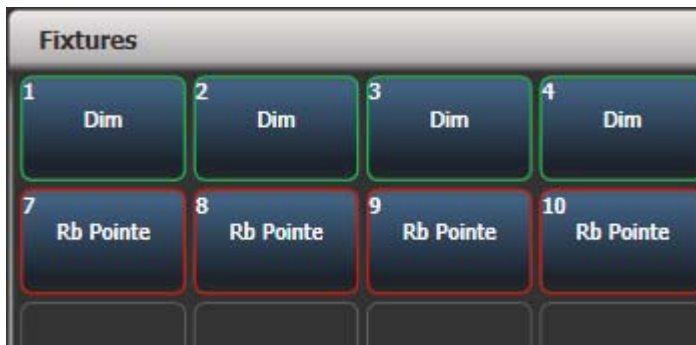 Fixtures
1 2 3 4
Dim Dim Dim Dim
7 8 9 10
Rb Pointe Rb Pointe Rb Pointe Rb Pointe